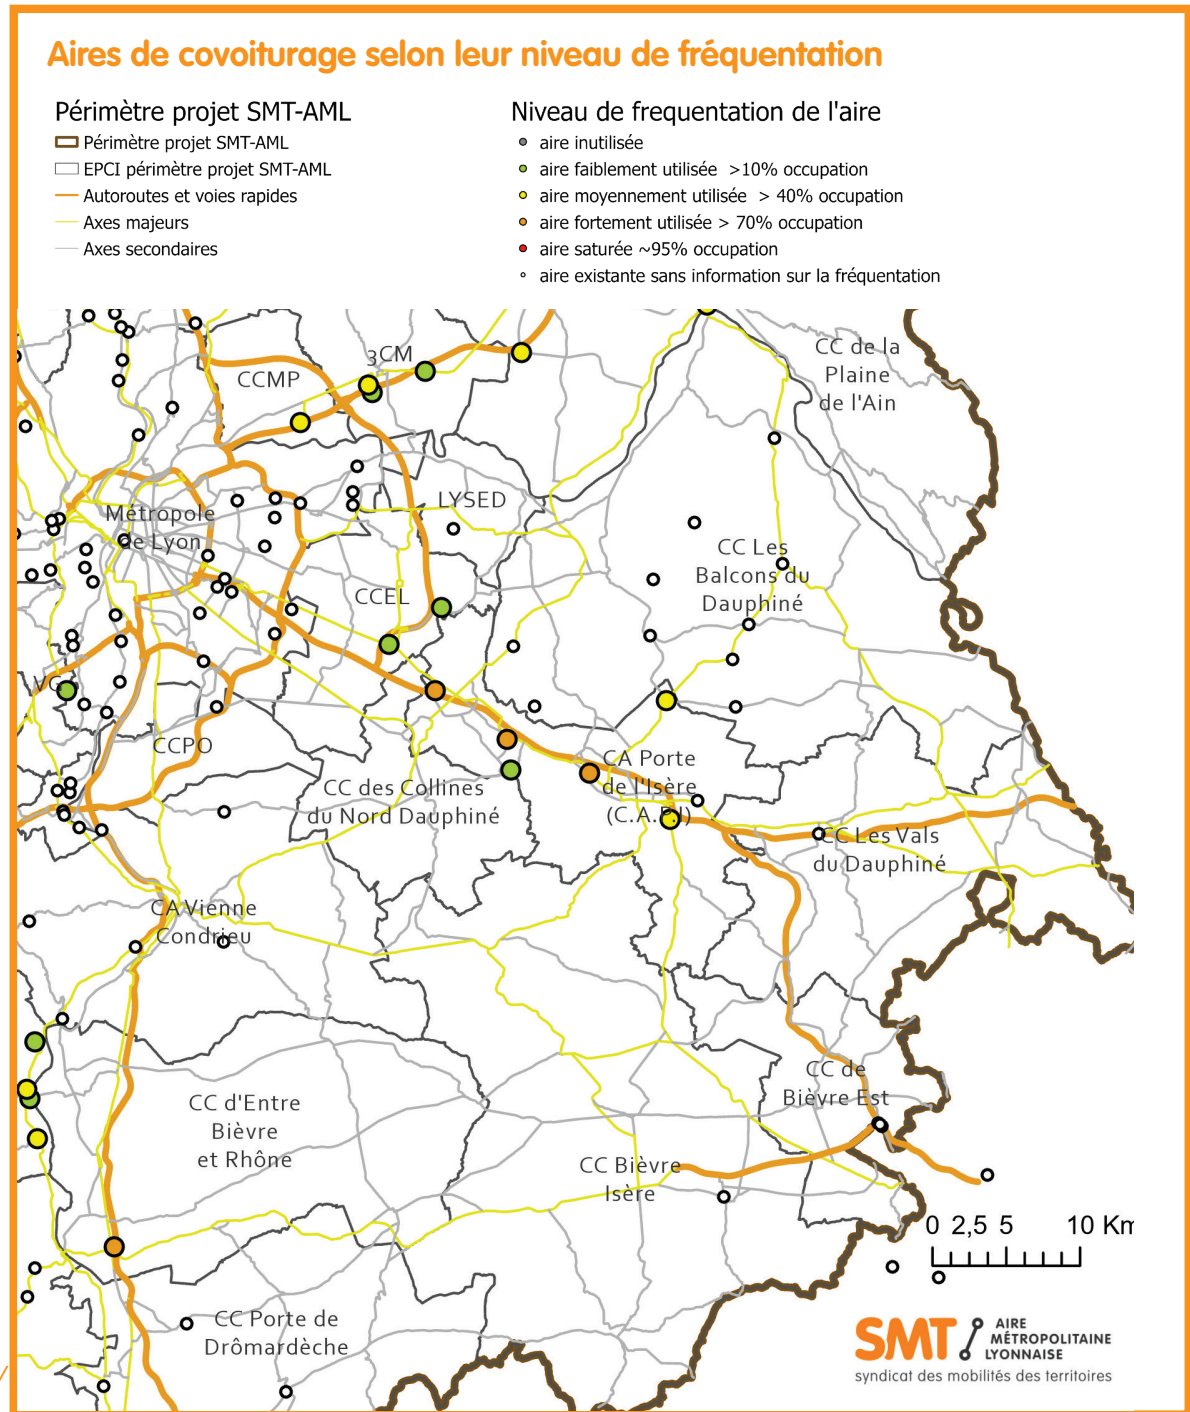 Aires de covoiturage selon leur niveau de fréquentation
Périmètre projet SMT-AML
Périmètre projet SMT-AML
EPCI périmètre projet SMT-AML
Autoroutes et voies rapides
Axes majeurs
Axes secondaires
Niveau de frequentation de l'aire
aire inutilisée
aire faiblement utilisée >10% occupation
aire moyennement utilisée > 40% occupation
aire fortement utilisée > 70% occupation
aire saturée ~95% occupation
aire existante sans information sur la fréquentation
3CM
CCMP
CC de la
Plaine
de l'Ain
LYSED
Métropole
de Lyon
CC Les
Balcons du
Dauphiné
CCEL
CCPO
CC des Collines
du Nord Dauphiné
CA Porte
de l'Isère
(C.A.P.I)
CC Les Vals
du Dauphiné
CA Vienne
Condrieu
CC de
Bièvre Est
CC d'Entre
Bièvre
et Rhône
CC Bièvre
Isère
0 2,5 5 10 Km
CC Porte de
Drômardèche
SMT
AIRE
MÉTROPOLITAINE
LYONNAISE
syndicat des mobilités des territoires